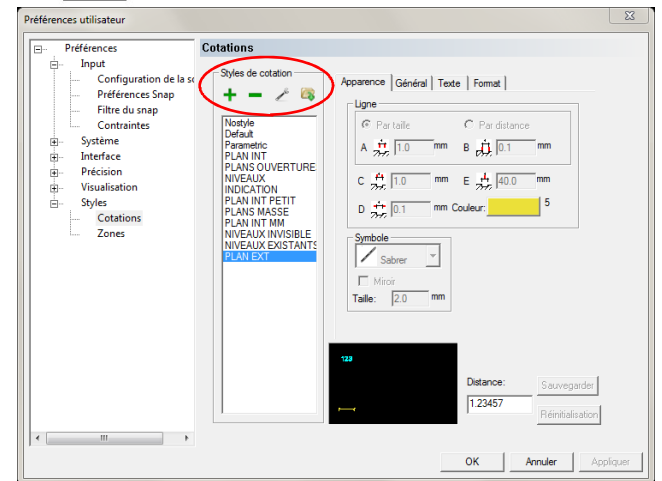 Préférences utilisateur
Préférences
Input
Configuration de la so
Préférences Snap
Filtre du snap
Contraintes
Système
Interface
Précision
Visualisation
Styles
Cotations
Zones
Cotations
Styles de cotation
Nostyle
Default
Parametric
PLAN INT
PLANS OUVERTURE
NIVEAUX
INDICATION
PLAN INT PETIT
PLANS MASSE
PLAN INT MM
NIVEAUX INVISIBLE
NIVEAUX EXISTANTS
PLAN EXT
Apparence Général Texte Format
Ligne
Par taille Par distance
A 1.0 mm B 0.1 mm
C 1.0 mm E 40.0 mm
D 0.1 mm Couleur: 5
Symbole
Sabrer
Miroir
Taille: 2.0 mm
123
Distance:
1.23457
Sauvegarder
Réinitialisation
OK Annuler Appliquer